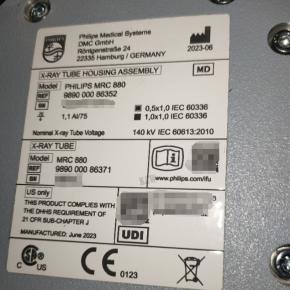 PHILIPS
Philips Medical Systems
DMC GmbH
Röntgenstraße 24
22335 Hamburg / GERMANY
2023-06
X-RAY TUBE HOUSING ASSEMBLY
MD
Model PHILIPS MRC 880
REF 9890 000 86352
SN
1,1 Al/75
0,5x1,0 IEC 60336
1,0x1,0 IEC 60336
Nominal X-ray Tube Voltage 140 kV IEC 60613:2010
X-RAY TUBE
Model MRC 880
REF 9890 000 86371
SN
www.philips.com/ifu
US only
THIS PRODUCT COMPLIES WITH
THE DHHS REQUIREMENT OF
21 CFR SUB-CHAPTER J
MANUFACTURED: June 2023
UDI
CE 0123
US